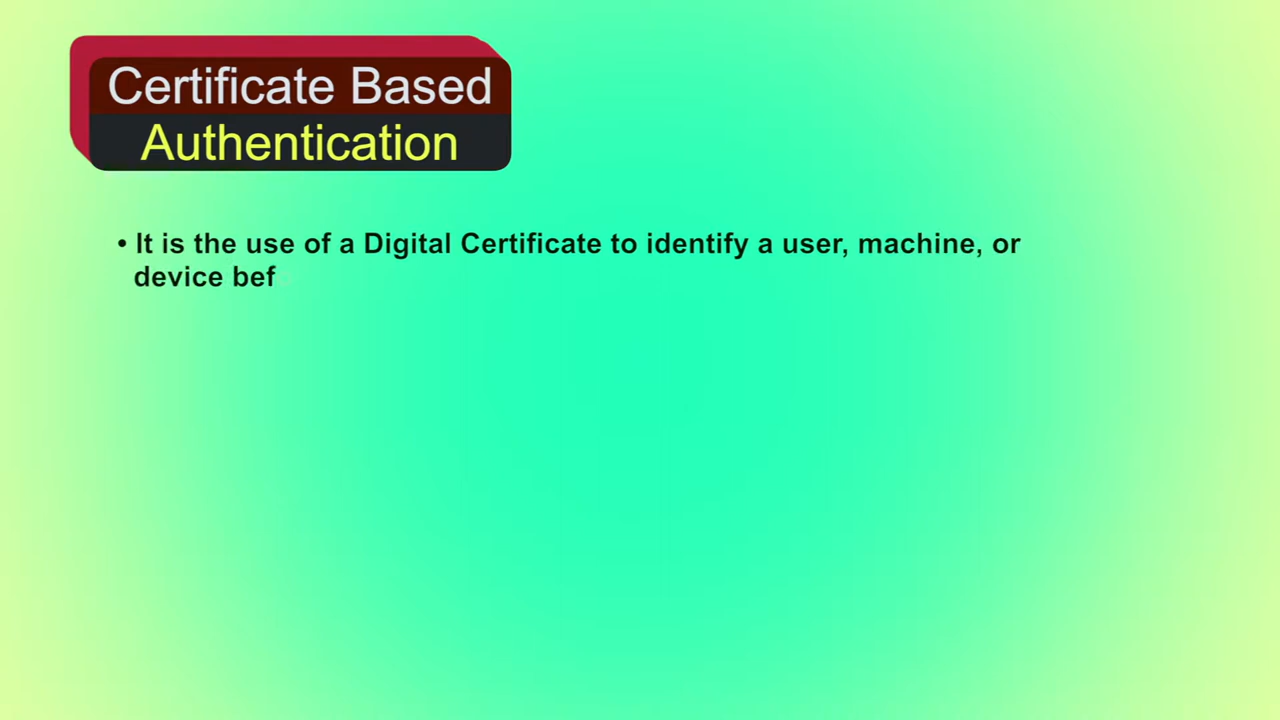 Certificate Based
Authentication
• It is the use of a Digital Certificate to identify a user, machine, or
device bef